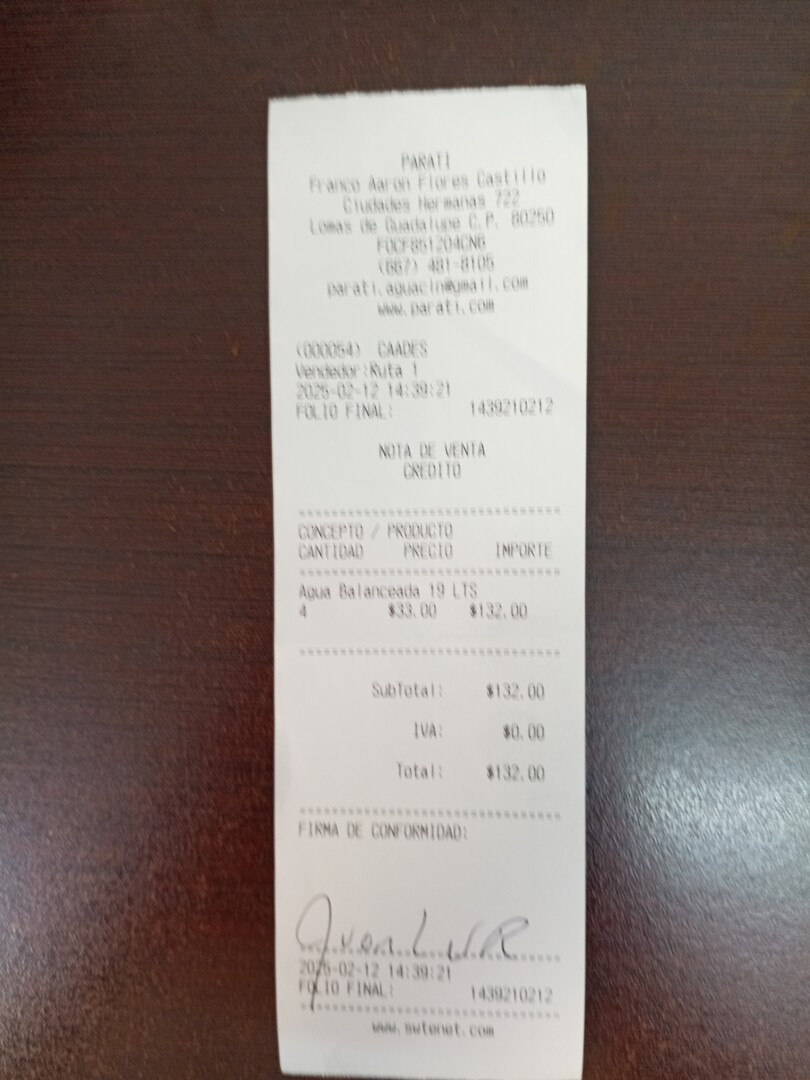 PARATI
Franco Aaron Flores Castillo
Ciudades Hermanas 722
Lomas de Guadalupe C.P. 80250
FOCF851204CN6
(667) 481-8105
parati.aguacln@gmail.com
www.parati.com
(000054) CAADES
Vendedor:Ruta 1
2025-02-12 14:39:21
FOLIO FINAL: 1439210212
NOTA DE VENTA
CREDITO
CONCEPTO / PRODUCTO
CANTIDAD PRECIO IMPORTE
Agua Balanceada 19 LTS
4 $33.00 $132.00
SubTotal: $132.00
IVA: $0.00
Total: $132.00
FIRMA DE CONFORMIDAD:
Juan L
2025-02-12 14:39:21
FOLIO FINAL: 1439210212
www.swtenet.com